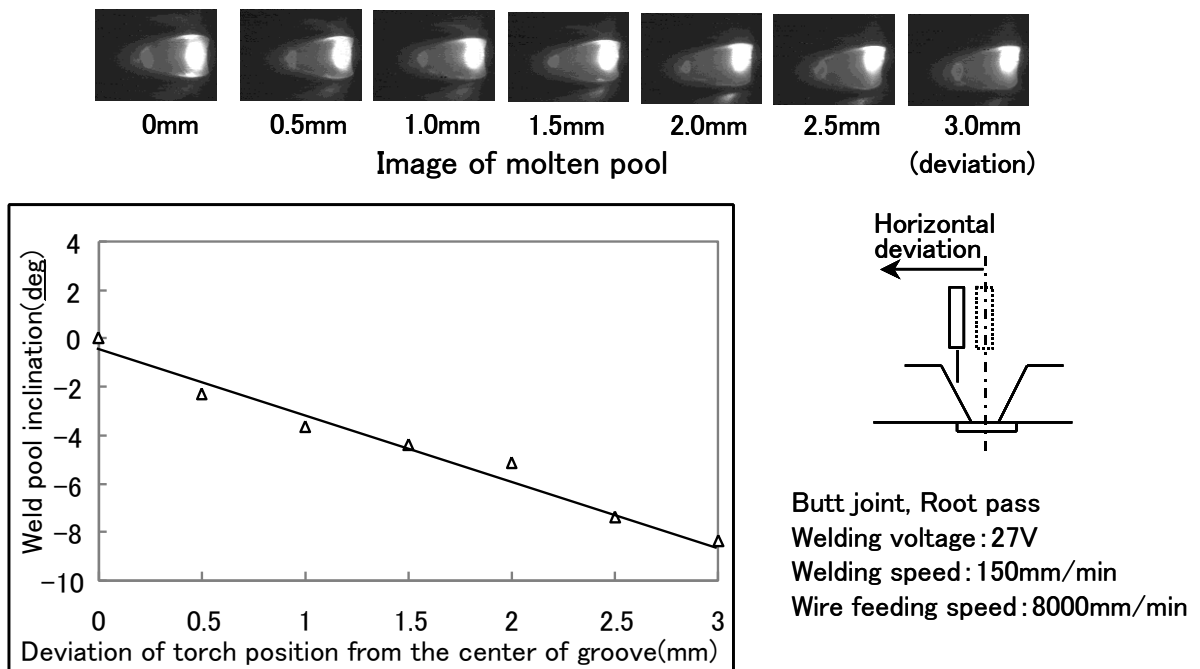 0mm 0.5mm 1.0mm 1.5mm 2.0mm 2.5mm 3.0mm
Image of molten pool (deviation)
Weld pool inclination(deg)
4
2
0
−2
−4
−6
−8
−10
0 0.5 1 1.5 2 2.5 3
Deviation of torch position from the center of groove(mm)
Horizontal
deviation
Butt joint, Root pass
Welding voltage:27V
Welding speed:150mm/min
Wire feeding speed:8000mm/min